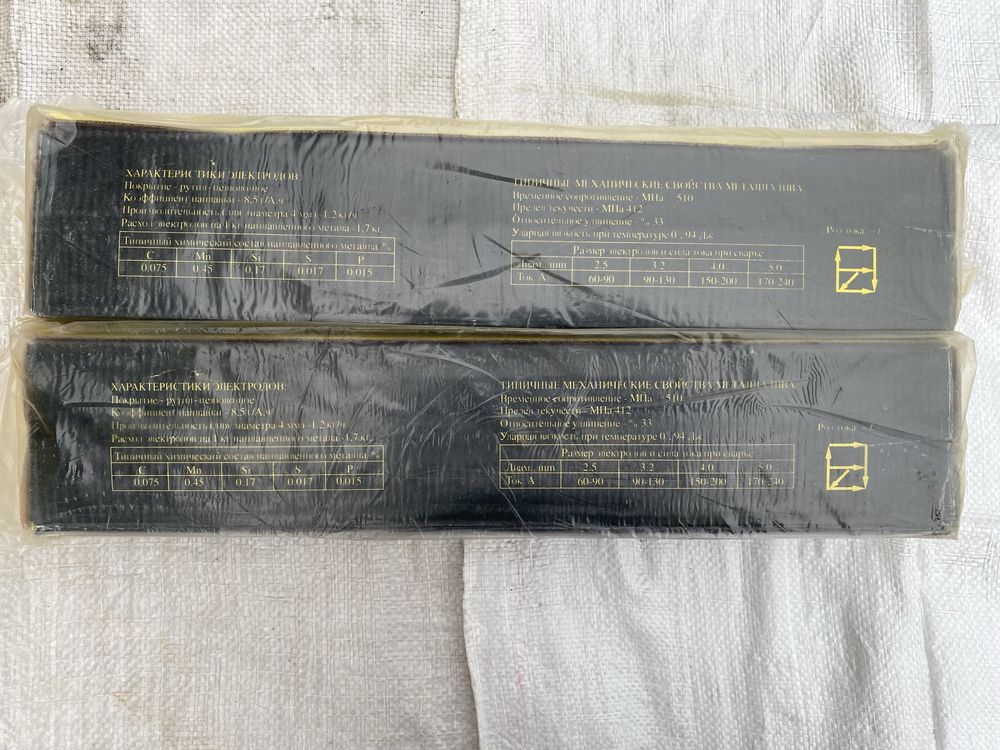 ХАРАКТЕРИСТИКИ ЭЛЕКТРОДОВ:
Покрытие - рутил-целюлозное
Коэффициент наплавки - 8,5 г/А,ч
Производительность (для диаметра 4 мм) - 1,2 кг/ч
Расход электродов на 1 кг наплавленного метала -1,7 кг,
Типичный химический состав наплавленного металла, %
C Mn Si S P
0.075 0.45 0.17 0.017 0.015
ТИПИЧНЫЕ МЕХАНИЧЕСКИЕ СВОЙСТВА МЕТАЛЛА ШВА
Временное сопротивление - МПа 510
Предел текучести - МПа 412
Относительное удлинение - % 33
Ударная вязкость при температуре 0 , 94 Дж
Размер электродов и сила тока при сварке
Диам., mm 2.5 3.2 4.0 5.0
Ток А 60-90 90-130 150-200 170-240
Род тока:
ХАРАКТЕРИСТИКИ ЭЛЕКТРОДОВ:
Покрытие - рутил-целюлозное
Коэффициент наплавки - 8,5 г/А,ч
Производительность (для диаметра 4 мм) - 1,2 кг/ч
Расход электродов на 1 кг наплавленного метала -1,7 кг,
Типичный химический состав наплавленного металла, %
C Mn Si S P
0.075 0.45 0.17 0.017 0.015
ТИПИЧНЫЕ МЕХАНИЧЕСКИЕ СВОЙСТВА МЕТАЛЛА ШВА
Временное сопротивление - МПа 510
Предел текучести - МПа 412
Относительное удлинение - % 33
Ударная вязкость при температуре 0 , 94 Дж
Размер электродов и сила тока при сварке
Диам., mm 2.5 3.2 4.0 5.0
Ток А 60-90 90-130 150-200 170-240
Род тока: